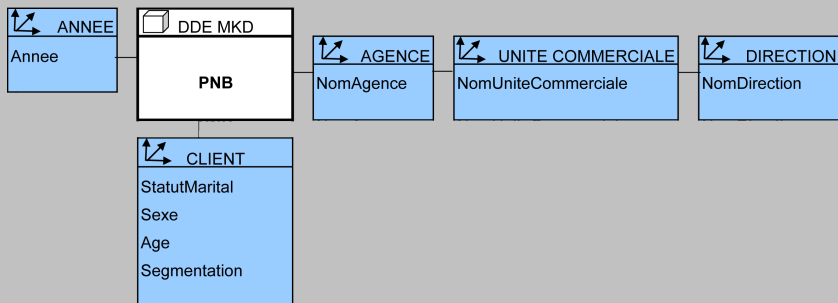 ANNEE
Annee
DDE MKD
PNB
AGENCE
NomAgence
UNITE COMMERCIALE
NomUniteCommerciale
DIRECTION
NomDirection
CLIENT
StatutMarital
Sexe
Age
Segmentation